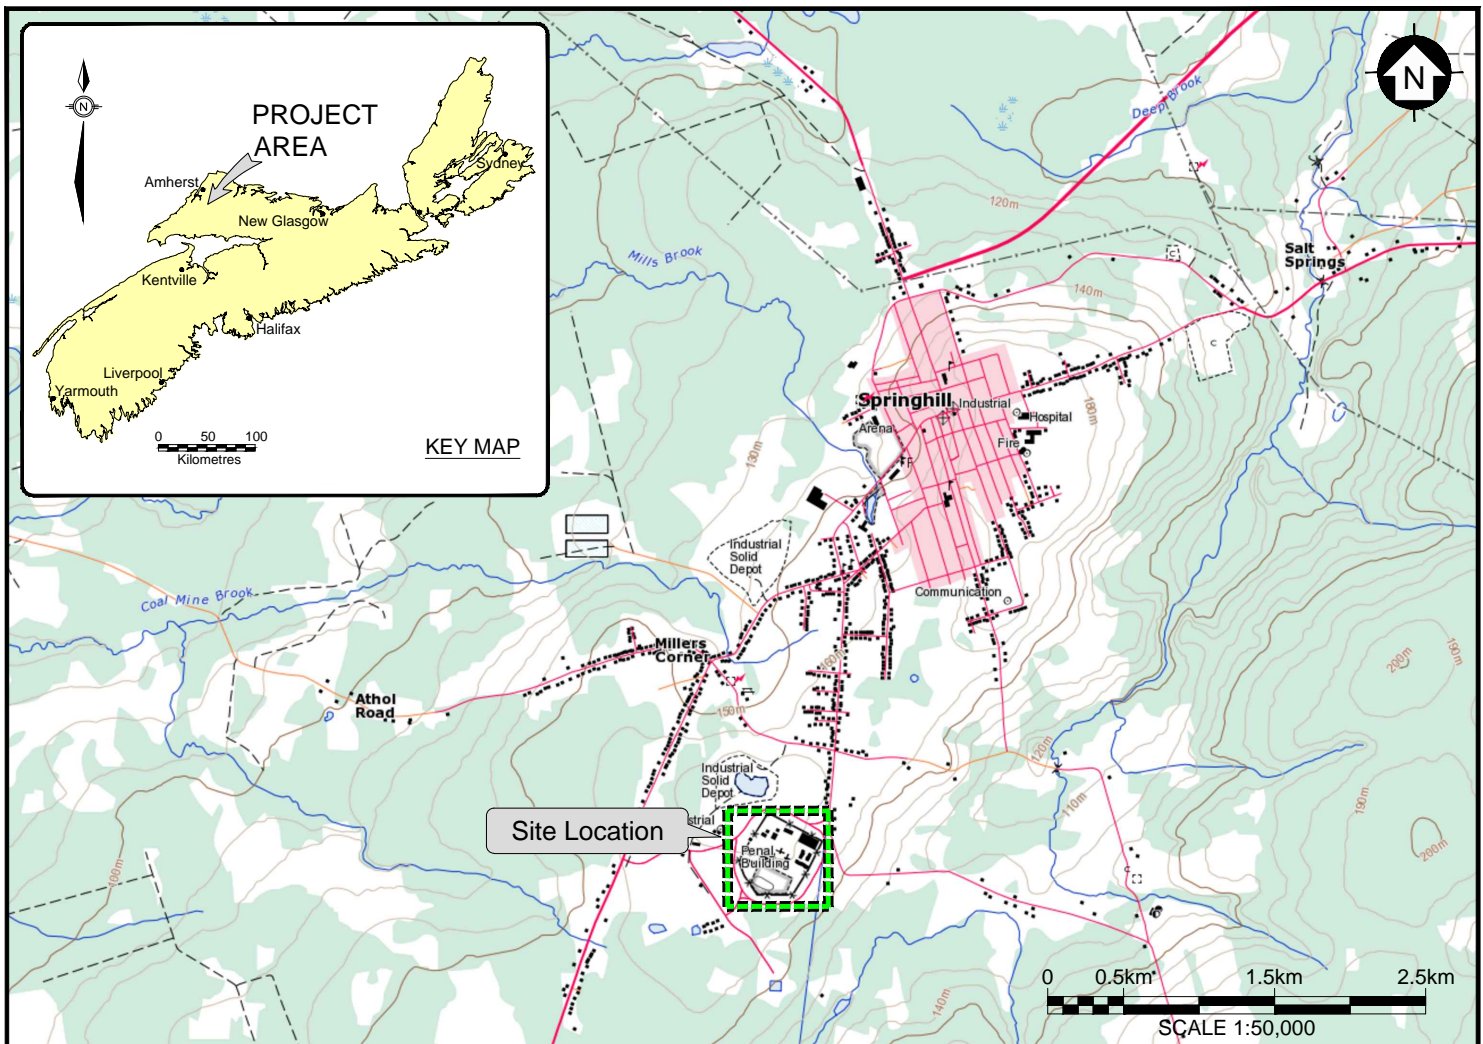 N
PROJECT
AREA
Amherst
Sydney
New Glasgow
Kentville
Halifax
Liverpool
Yarmouth
0 50 100
Kilometres
KEY MAP
N
Deep Brook
120m
Mills Brook
Salt
Springs
C
140m
C
Springhill
Industrial
Hospital
Arena
Fire
F
180m
130m
Industrial
Solid
Depot
Communication
Coal Mine Brook
Millers
Corner
160m
190m
200m
Athol
Road
150m
120m
Industrial
Solid
Depot
110m
190m
strial
Site Location
Penal
Building
200m
100m
C
140m
0 0.5km 1.5km 2.5km
SCALE 1:50,000